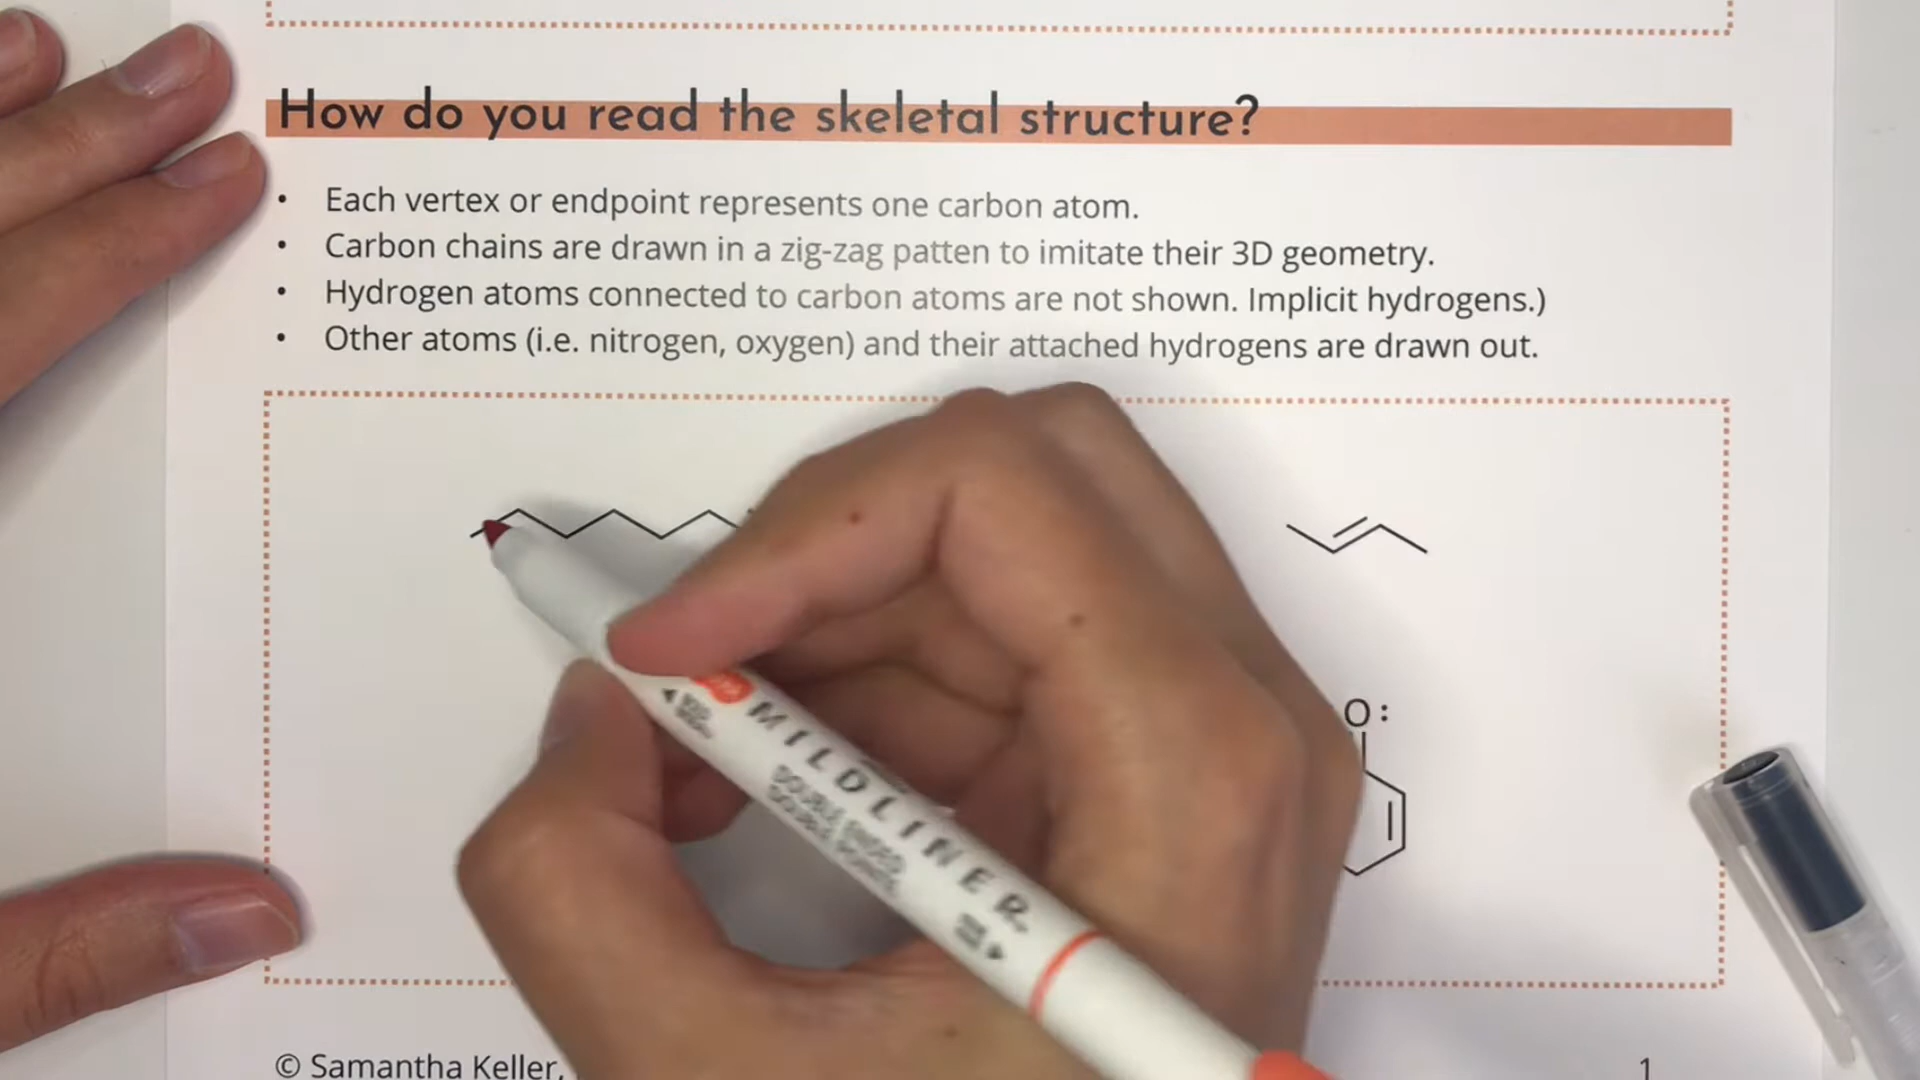 How do you read the skeletal structure?
• Each vertex or endpoint represents one carbon atom.
• Carbon chains are drawn in a zig-zag patten to imitate their 3D geometry.
• Hydrogen atoms connected to carbon atoms are not shown. Implicit hydrogens.)
• Other atoms (i.e. nitrogen, oxygen) and their attached hydrogens are drawn out.
O:
MILDLINER
© Samantha Keller,
1